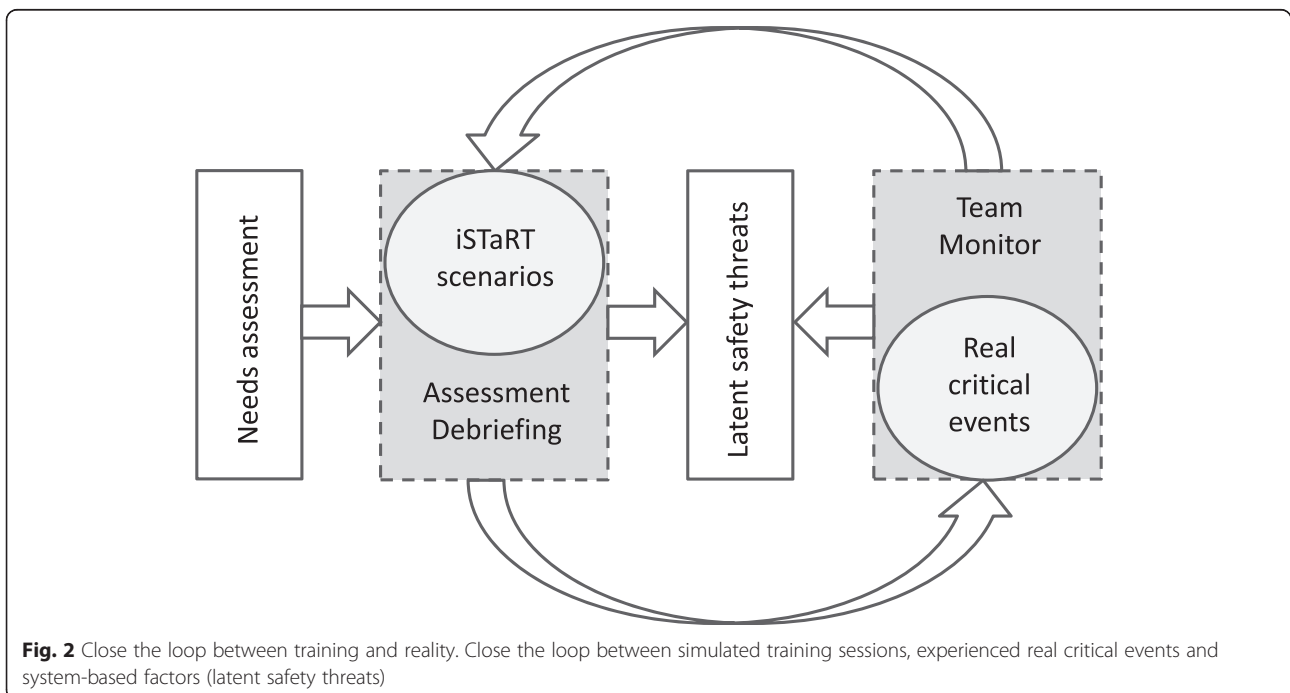 Needs assessment
iSTaRT
scenarios
Assessment
Debriefing
Latent safety threats
Team
Monitor
Real
critical
events
Fig. 2 Close the loop between training and reality. Close the loop between simulated training sessions, experienced real critical events and
system-based factors (latent safety threats)